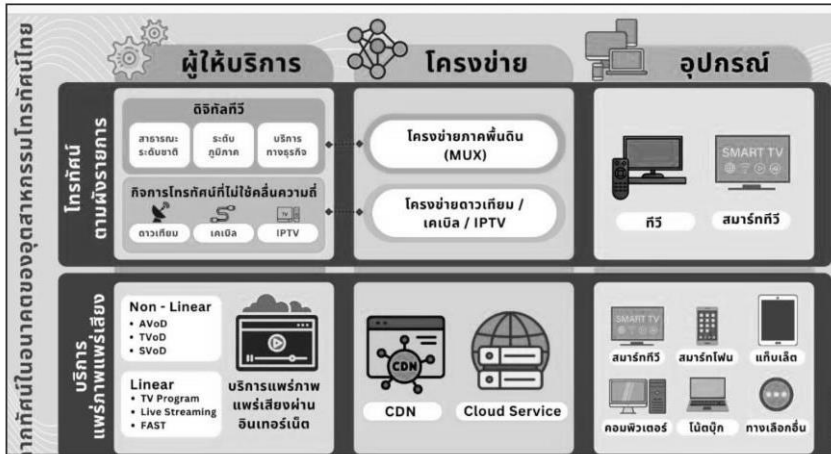 ผู้ให้บริการ
โครงข่าย
อุปกรณ์
ภาคทัศน์ในอนาคตของอุตสาหกรรมโทรทัศน์ไทย
โทรทัศน์
ตามผังรายการ
ดิจิทัลทีวี
สาธารณะ
ระดับชาติ
ระดับ
ภูมิภาค
บริการ
ทางธุรกิจ
กิจการโทรทัศน์ที่ไม่ใช้คลื่นความถี่
TV
ดาวเทียม
เคเบิล
IPTV
โครงข่ายภาคพื้นดิน
(MUX)
โครงข่ายดาวเทียม /
เคเบิล / IPTV
SMART TV
ทีวี
สมาร์ททีวี
บริการ
แพร่ภาพแพร่เสียง
Non - Linear
• AVoD
• TVoD
• SVoD
Linear
• TV Program
• Live Streaming
• FAST
บริการแพร่ภาพ
แพร่เสียงผ่าน
อินเทอร์เน็ต
CDN
CDN
Cloud Service
SMART TV
สมาร์ททีวี
สมาร์ทโฟน
แท็บเล็ต
คอมพิวเตอร์
โน้ตบุ๊ก
ทางเลือกอื่น